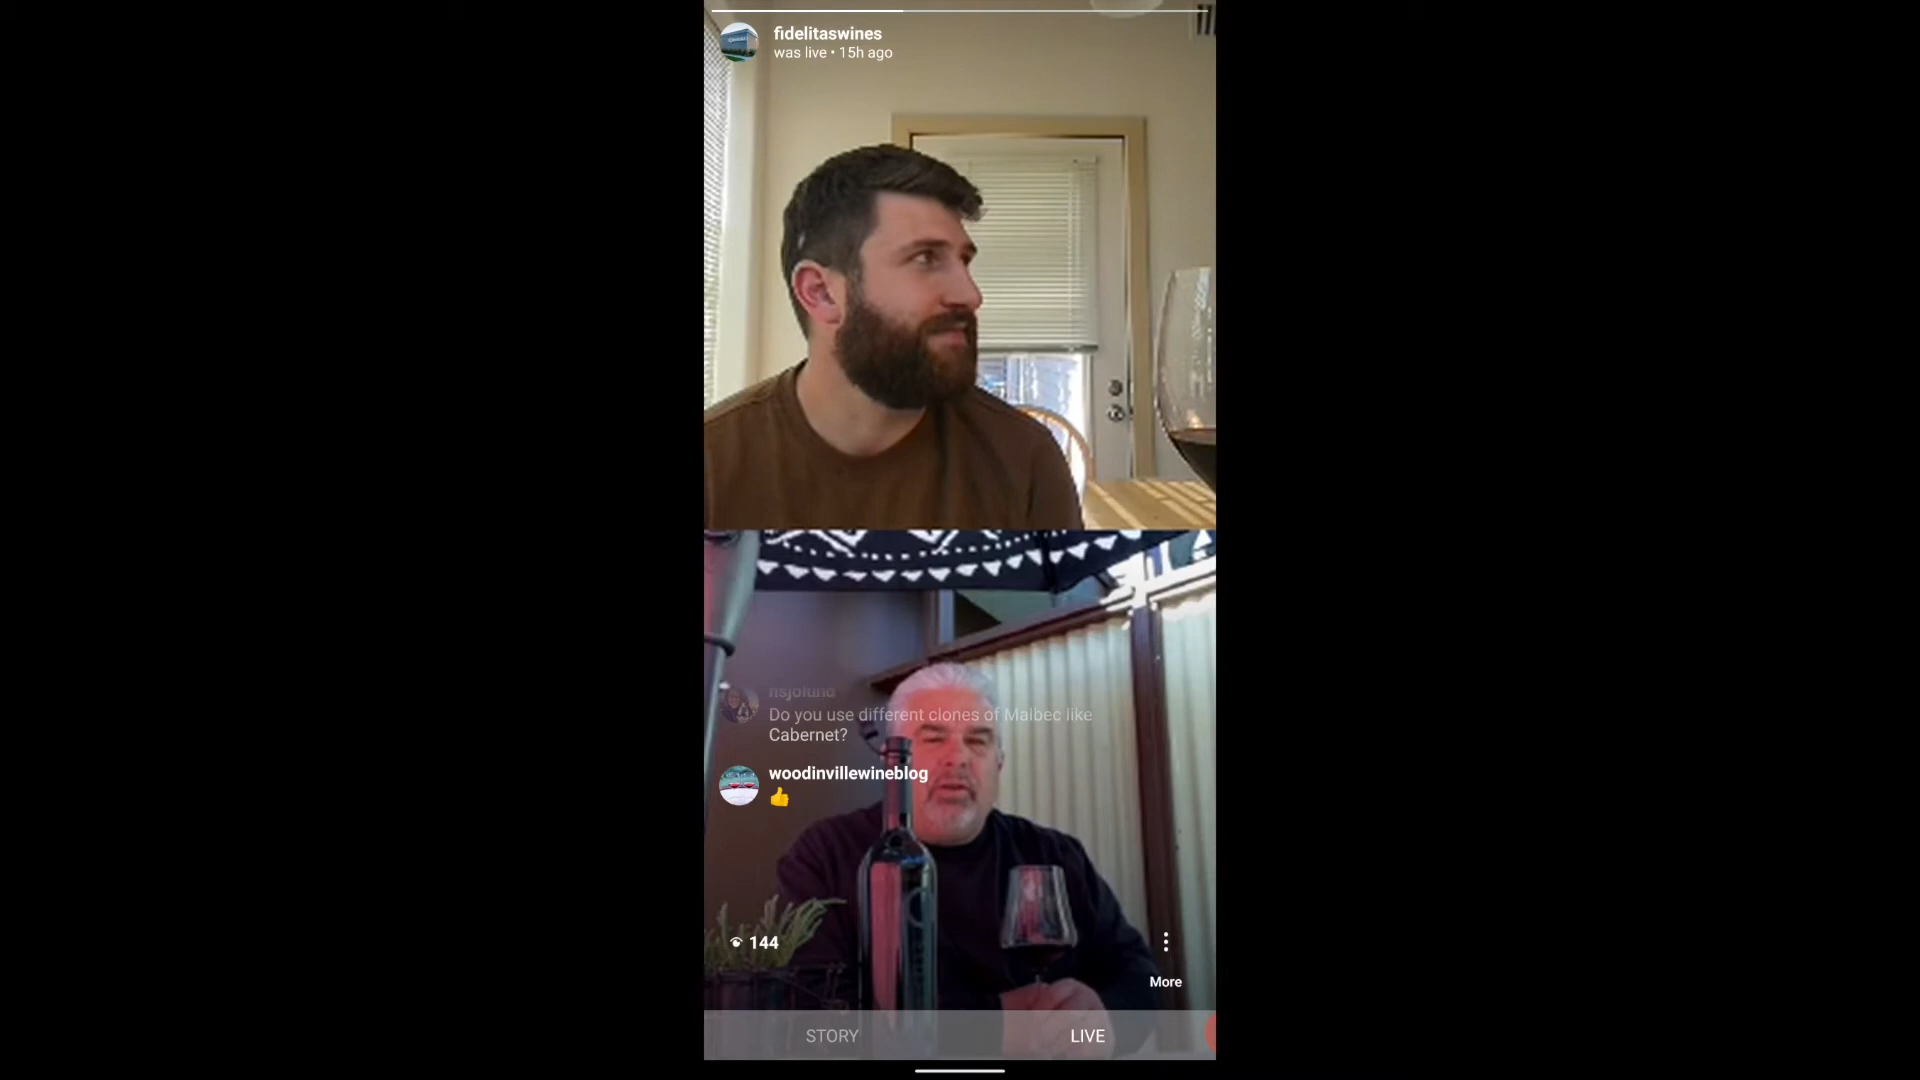 fidelitaswines
was live • 15h ago
Do you use different clones of Malbec like
Cabernet?
woodinvillewineblog
👍
144
More
STORY
LIVE